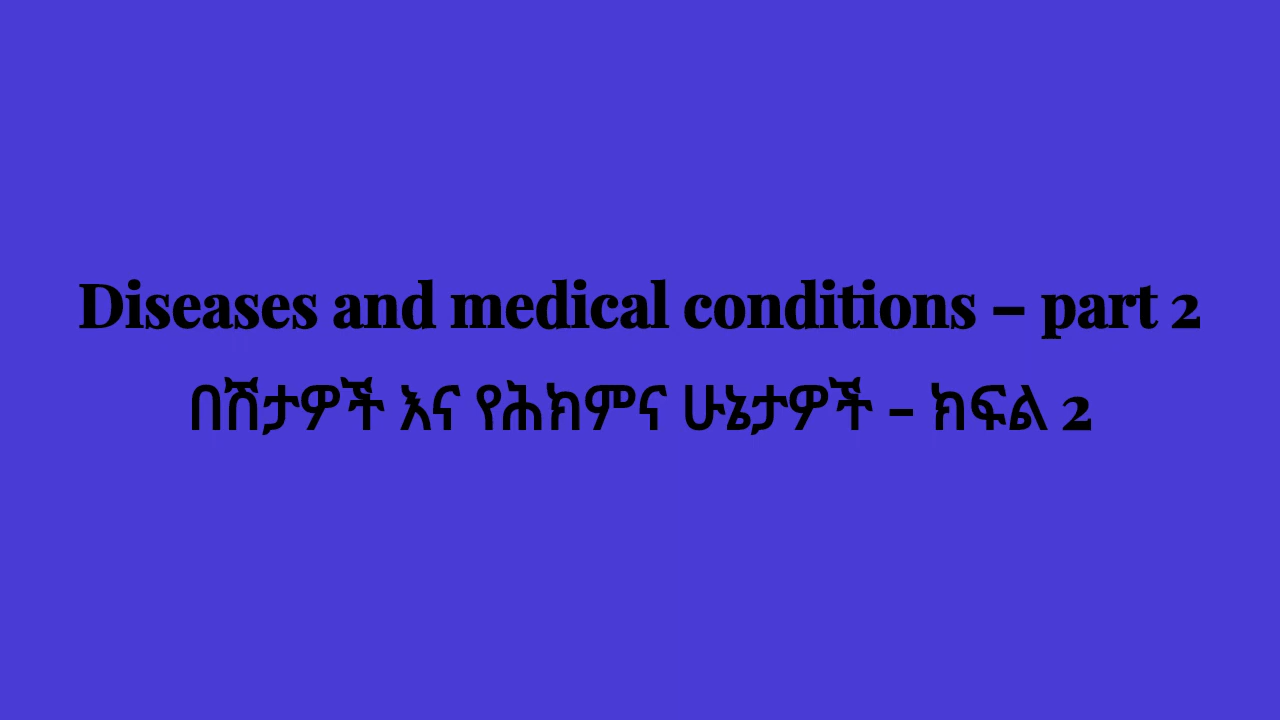 Diseases and medical conditions – part 2
በሽታዎች እና የሕክምና ሁኔታዎች – ክፍል 2